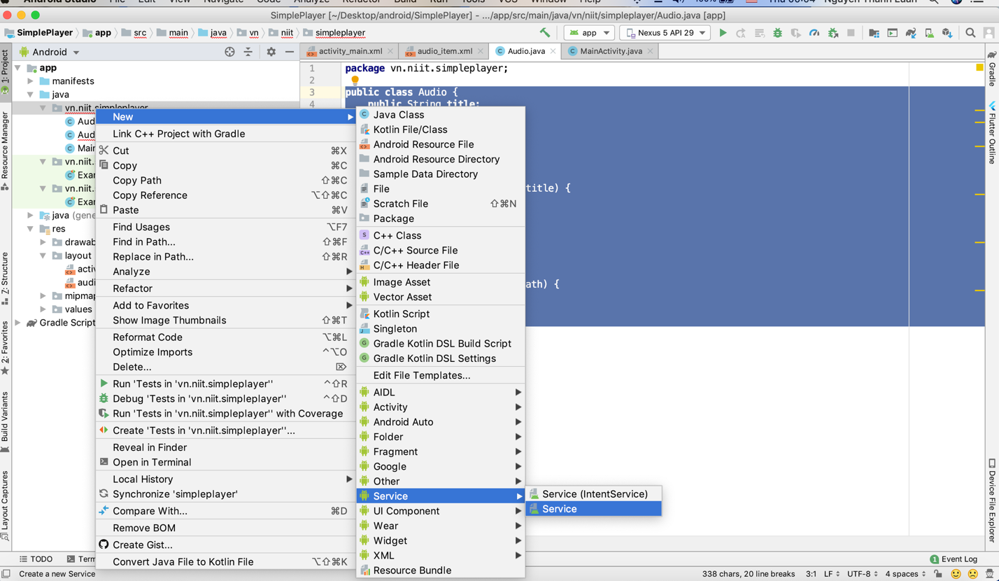 Android Studio File Edit View Navigate Code Analyze Refactor Build Run Tools VCS Window Help 100% Thu 00:04 Nguyen Thanh Luan
SimplePlayer [~/Desktop/android/SimplePlayer] - .../app/src/main/java/vn/niit/simpleplayer/Audio.java [app]
SimplePlayer app src main java vn niit simpleplayer app Nexus 5 API 29
Android activity_main.xml audio_item.xml Audio.java MainActivity.java
1: Project
Resource Manager
Z: Structure
2: Favorites
Build Variants
Layout Captures
app
manifests
java
vn.niit.simpleplayer
Aud
Aud
Mair
vn.niit.
Exar
vn.niit.
Exar
java (gene
res
drawab
layout
activ
audi
mipmap
values
Gradle Script
1 package vn.niit.simpleplayer;
2
3 public class Audio {
4 public String title;
title) {
ath) {
New
Link C++ Project with Gradle
Cut ⌘X
Copy ⌘C
Copy Path ⇧⌘C
Copy Reference ⌥⇧⌘C
Paste ⌘V
Find Usages ⌥F7
Find in Path... ⇧⌘F
Replace in Path... ⇧⌘R
Analyze
Refactor
Add to Favorites
Show Image Thumbnails ⇧⌘T
Reformat Code ⌥⌘L
Optimize Imports ^⌥O
Delete... ⌦
Run 'Tests in 'vn.niit.simpleplayer'' ^⇧R
Debug 'Tests in 'vn.niit.simpleplayer'' ^⇧D
Run 'Tests in 'vn.niit.simpleplayer'' with Coverage
Create 'Tests in 'vn.niit.simpleplayer''...
Reveal in Finder
Open in Terminal
Local History
Synchronize 'simpleplayer'
Compare With... ⌘D
Remove BOM
Create Gist...
Convert Java File to Kotlin File ⌥⇧⌘K
Java Class
Kotlin File/Class
Android Resource File
Android Resource Directory
Sample Data Directory
File
Scratch File ⇧⌘N
Package
C++ Class
C/C++ Source File
C/C++ Header File
Image Asset
Vector Asset
Kotlin Script
Singleton
Gradle Kotlin DSL Build Script
Gradle Kotlin DSL Settings
Edit File Templates...
AIDL
Activity
Android Auto
Folder
Fragment
Google
Other
Service
UI Component
Wear
Widget
XML
Resource Bundle
Service (IntentService)
Service
Gradle
Flutter Outline
Device File Explorer
TODO Term 1 Event Log
Create a new Service 338 chars, 20 line breaks 3:1 LF UTF-8 4 spaces